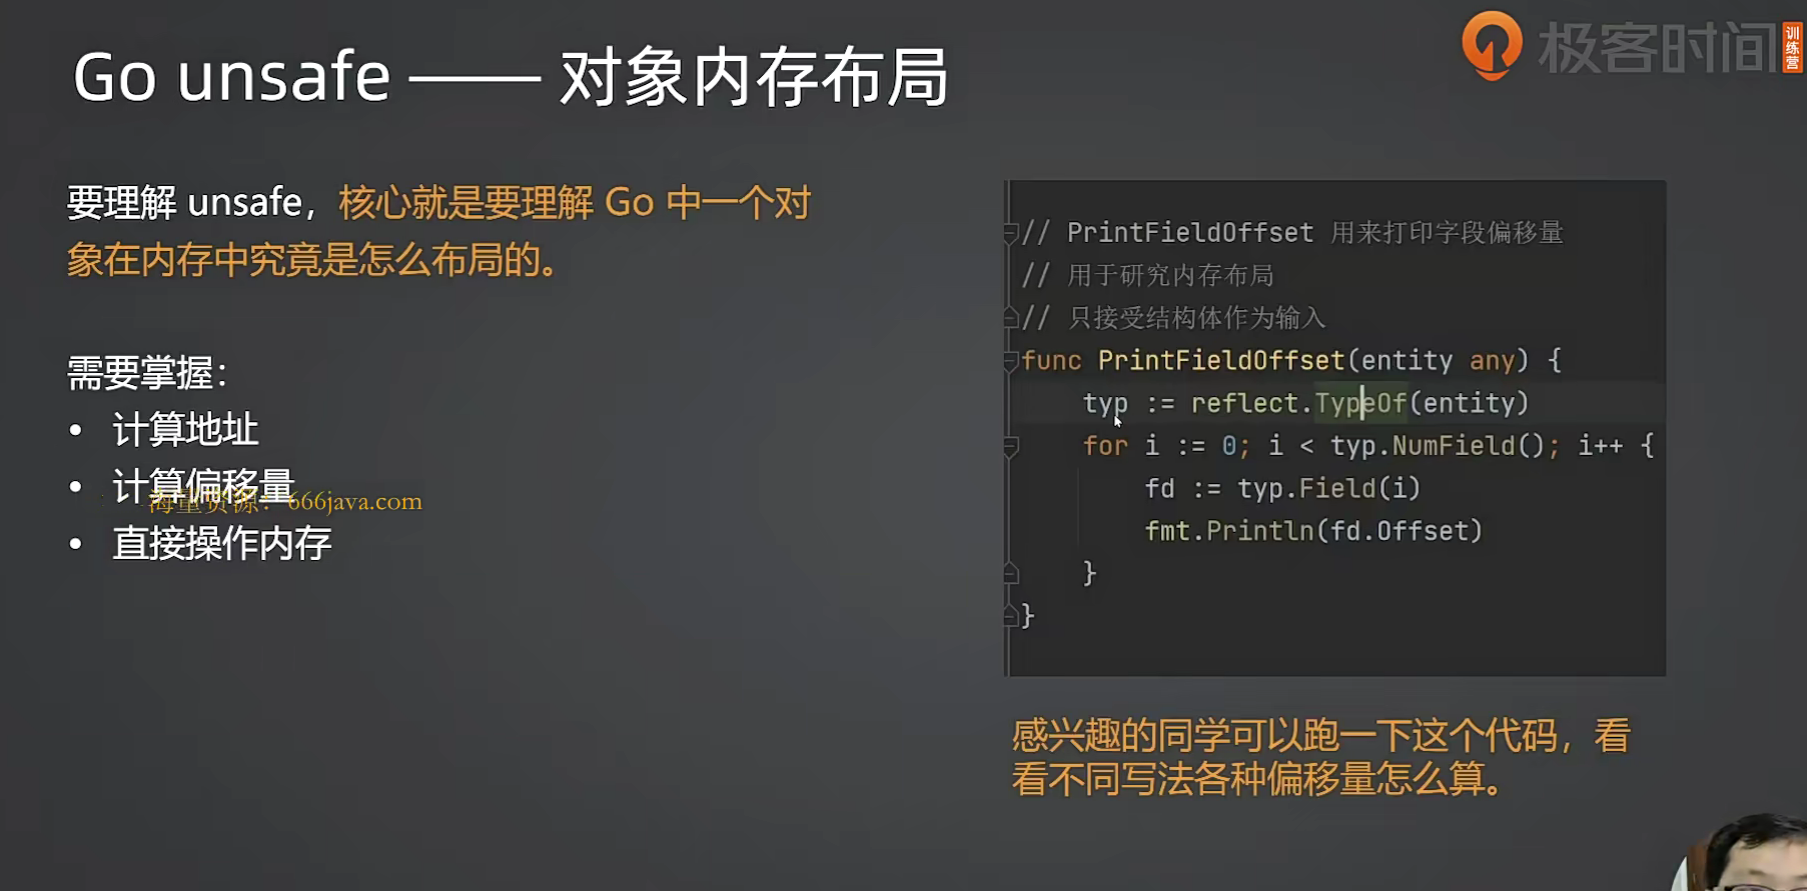 Go unsafe —— 对象内存布局
极客时间
训练营
要理解 unsafe，核心就是要理解 Go 中一个对
象在内存中究竟是怎么布局的。
需要掌握：
• 计算地址
• 计算偏移量
海量资源：666java.com
• 直接操作内存
// PrintFieldOffset 用来打印字段偏移量
// 用于研究内存布局
// 只接受结构体作为输入
func PrintFieldOffset(entity any) {
typ := reflect.TypeOf(entity)
for i := 0; i < typ.NumField(); i++ {
fd := typ.Field(i)
fmt.Println(fd.Offset)
}
}
感兴趣的同学可以跑一下这个代码，看
看不同写法各种偏移量怎么算。